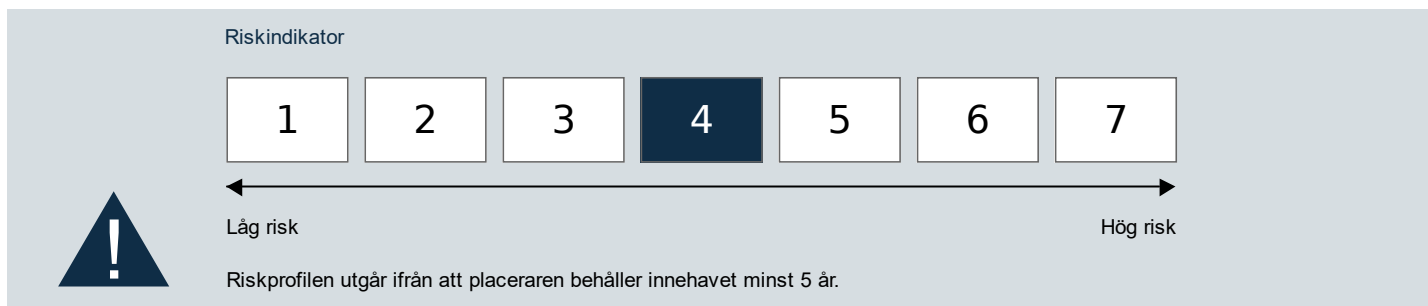 Riskindikator
1 2 3 4 5 6 7
Låg risk Hög risk
!
Riskprofilen utgår ifrån att placeraren behåller innehavet minst 5 år.